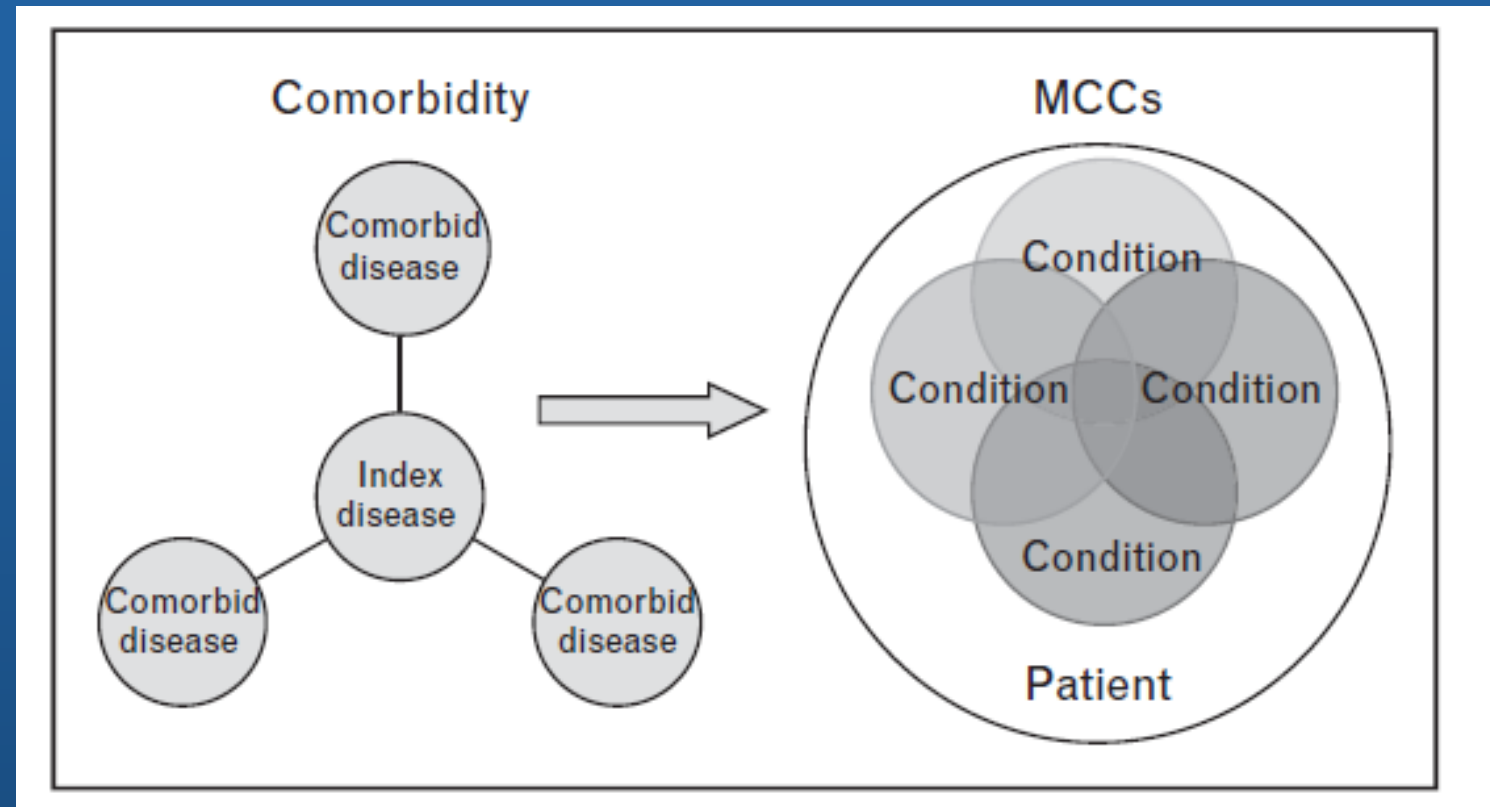 Comorbidity
Comorbid
disease
Index
disease
Comorbid
disease
Comorbid
disease
MCCs
Condition
Condition
Condition
Condition
Patient